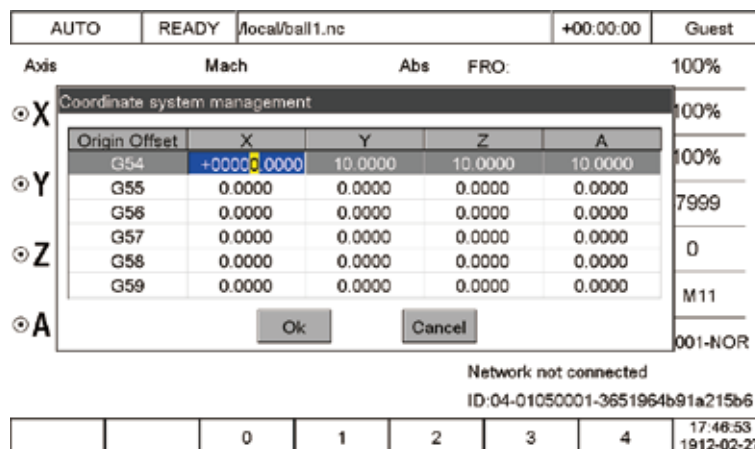 AUTO READY /local/ball1.nc +00:00:00 Guest
Axis Mach Abs FRO: 100%
Coordinate system management
X 100%
Origin Offset X Y Z A
G54 +00000.0000 10.0000 10.0000 10.0000 100%
Y G55 0.0000 0.0000 0.0000 0.0000
G56 0.0000 0.0000 0.0000 0.0000 7999
G57 0.0000 0.0000 0.0000 0.0000
Z G58 0.0000 0.0000 0.0000 0.0000 0
G59 0.0000 0.0000 0.0000 0.0000
M11
A Ok Cancel
001-NOR
Network not connected
ID:04-01050001-3651964b91a215b6
0 1 2 3 4 17:46:53
1912-02-27